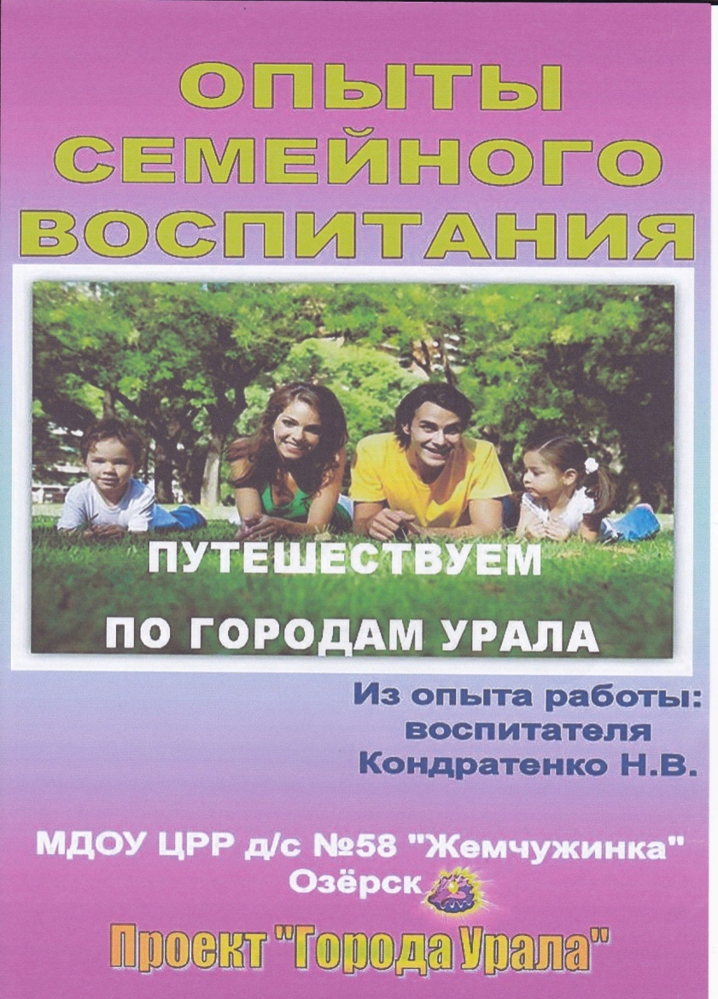 ОПЫТЫ
СЕМЕЙНОГО
ВОСПИТАНИЯ
ПУТЕШЕСТВУЕМ
ПО ГОРОДАМ УРАЛА
Из опыта работы:
воспитателя
Кондратенко Н.В.
МДОУ ЦРР д/с №58 "Жемчужинка"
Озёрск
Проект "Города Урала"